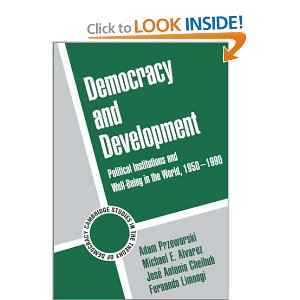 Click to LOOK INSIDE!
Democracy
and
Development
Political Institutions and
Well-Being in the World, 1950–1990
CAMBRIDGE STUDIES IN THE THEORY OF DEMOCRACY
Adam Przeworski
Michael E. Alvarez
José Antonio Cheibub
Fernando Limongi